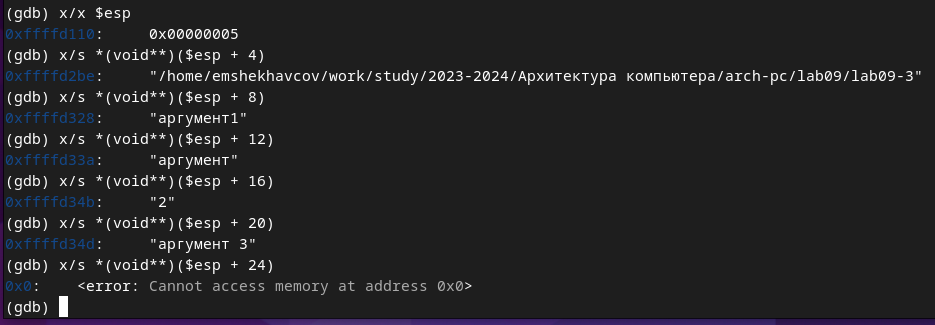 (gdb) x/x $esp
0xffffd110:     0x00000005
(gdb) x/s *(void**)($esp + 4)
0xffffd2be:     "/home/emshekhavcov/work/study/2023-2024/Архитектура компьютера/arch-pc/lab09/lab09-3"
(gdb) x/s *(void**)($esp + 8)
0xffffd328:     "аргумент1"
(gdb) x/s *(void**)($esp + 12)
0xffffd33a:     "аргумент"
(gdb) x/s *(void**)($esp + 16)
0xffffd34b:     "2"
(gdb) x/s *(void**)($esp + 20)
0xffffd34d:     "аргумент 3"
(gdb) x/s *(void**)($esp + 24)
0x0:    <error: Cannot access memory at address 0x0>
(gdb)